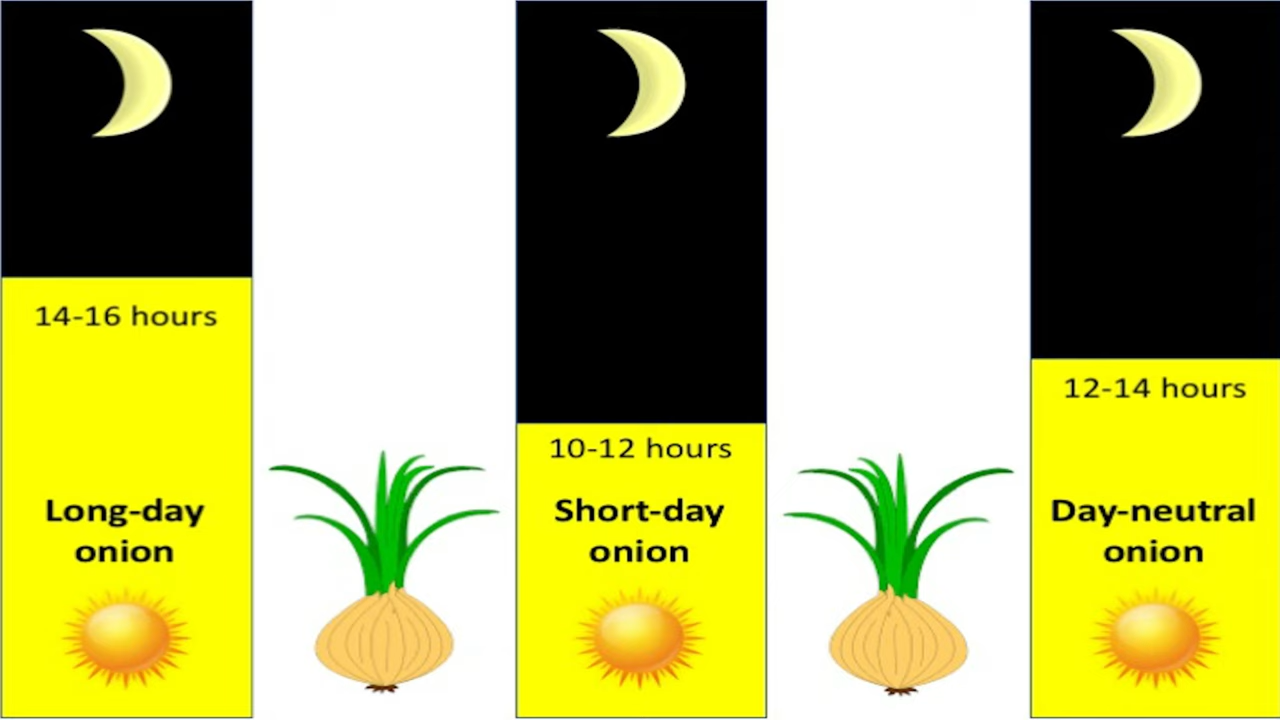 14-16 hours
Long-day
onion
10-12 hours
Short-day
onion
12-14 hours
Day-neutral
onion